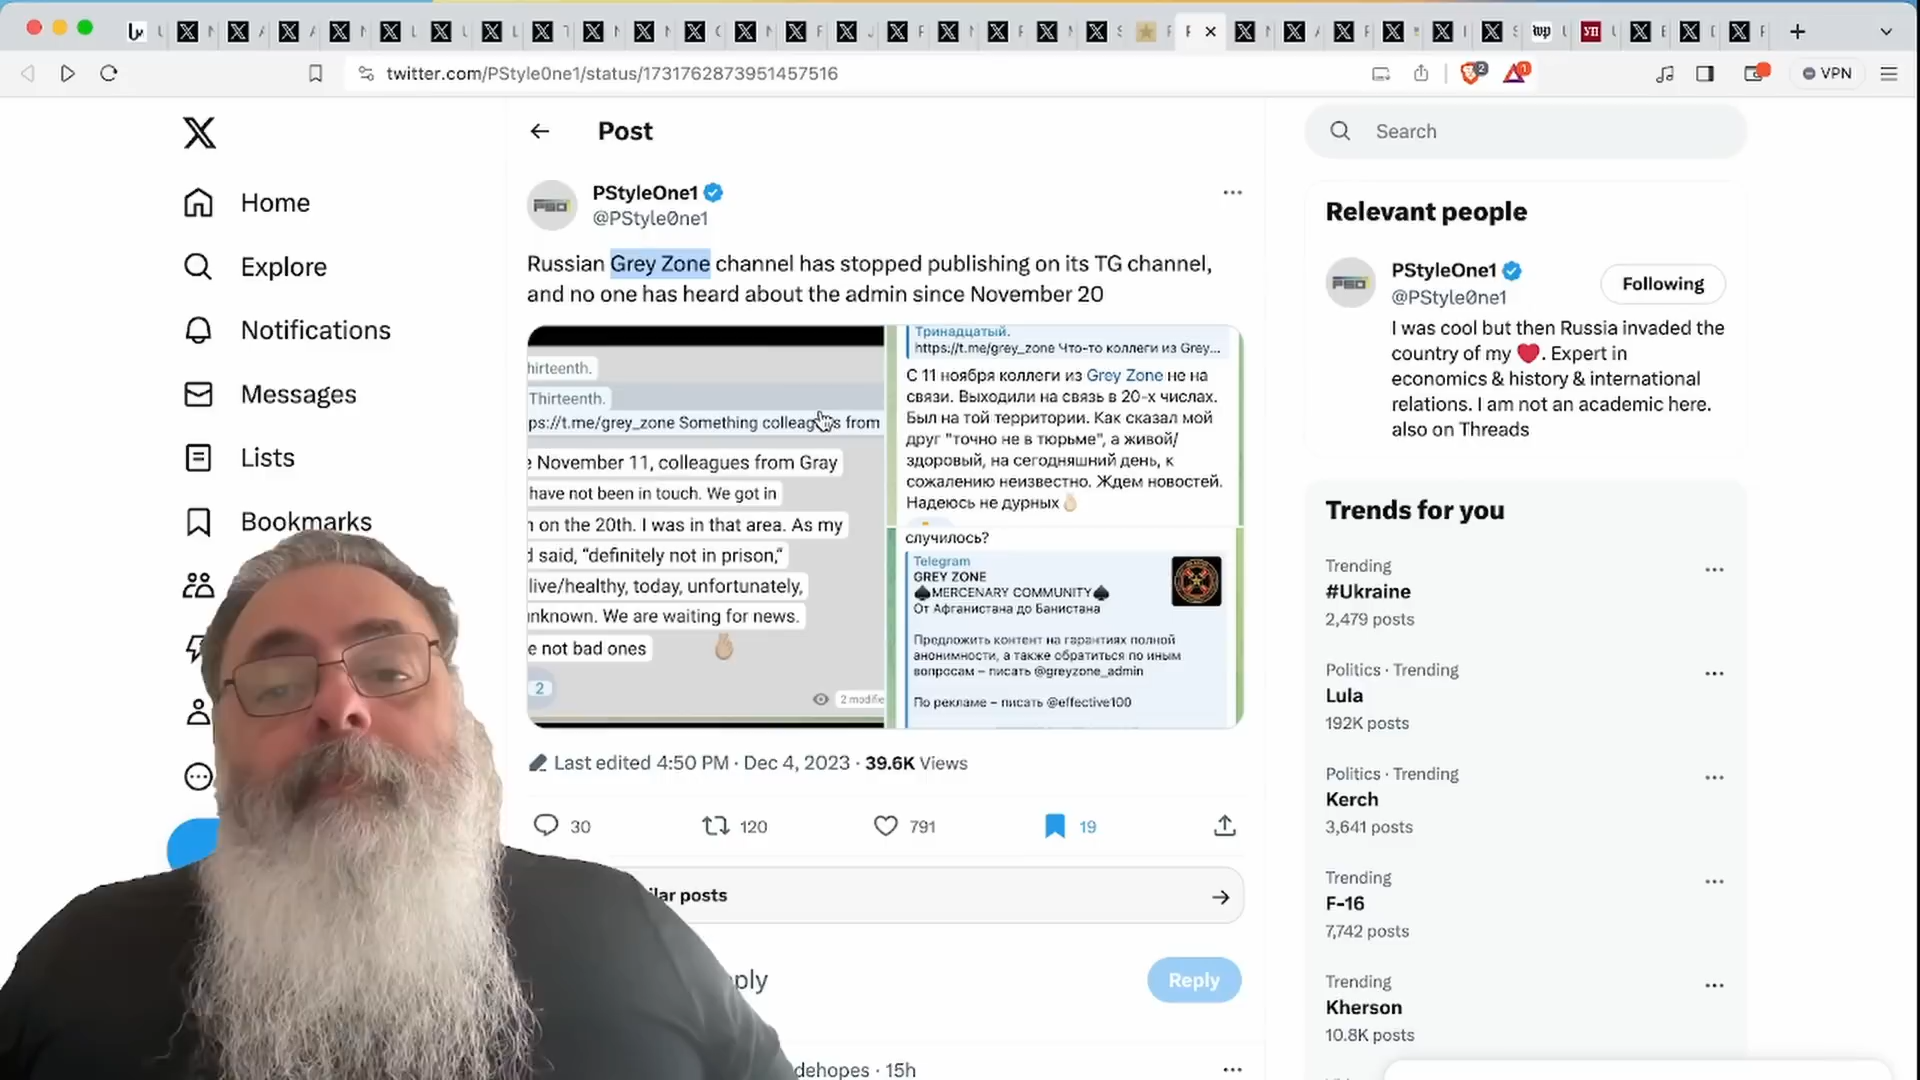 twitter.com/PStyle0ne1/status/1731762873951457516
VPN
Home
Explore
Notifications
Messages
Lists
Bookmarks
Post
PStyleOne1
@PStyle0ne1
Russian Grey Zone channel has stopped publishing on its TG channel,
and no one has heard about the admin since November 20
hirteenth.
Thirteenth.
ps://t.me/grey_zone Something colleagues from
November 11, colleagues from Gray
have not been in touch. We got in
on the 20th. I was in that area. As my
said, “definitely not in prison,”
live/healthy, today, unfortunately,
nknown. We are waiting for news.
e not bad ones
2
2 modifie
Тринадцатый.
https://t.me/grey_zone Что-то коллеги из Grey...
С 11 ноября коллеги из Grey Zone не на
связи. Выходили на связь в 20-х числах.
Был на той территории. Как сказал мой
друг "точно не в тюрьме", а живой/
здоровый, на сегодняшний день, к
сожалению неизвестно. Ждем новостей.
Надеюсь не дурных
случилось?
Telegram
GREY ZONE
♠MERCENARY COMMUNITY♠
От Афганистана до Банистана
Предложить контент на гарантиях полной
анонимности, а также обратиться по иным
вопросам – писать @greyzone_admin
По рекламе – писать @effective100
Last edited 4:50 PM · Dec 4, 2023 · 39.6K Views
30 120 791 19
lar posts
ply
Reply
dehopes · 15h
Search
Relevant people
PStyleOne1
@PStyle0ne1
Following
I was cool but then Russia invaded the
country of my ❤️. Expert in
economics & history & international
relations. I am not an academic here.
also on Threads
Trends for you
Trending
#Ukraine
2,479 posts
Politics · Trending
Lula
192K posts
Politics · Trending
Kerch
3,641 posts
Trending
F-16
7,742 posts
Trending
Kherson
10.8K posts